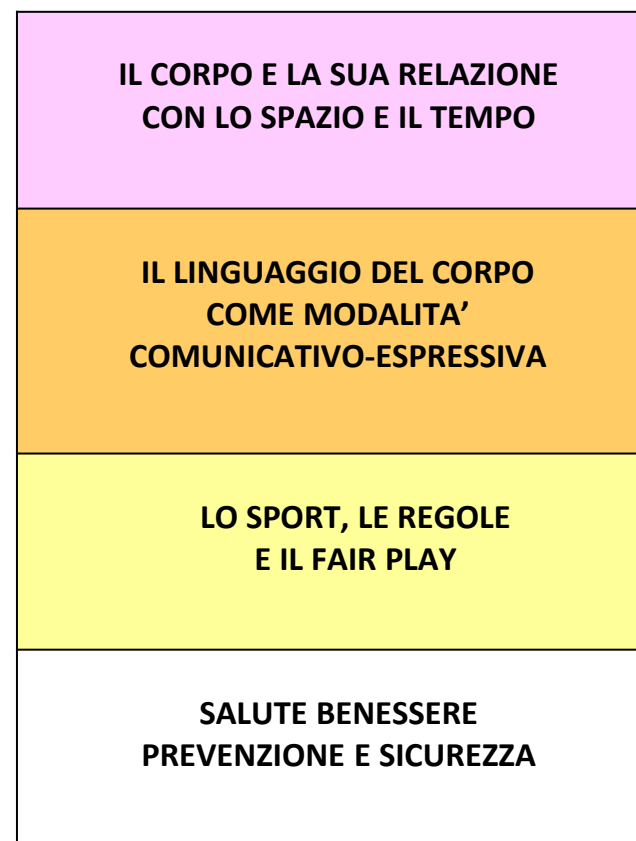 IL CORPO E LA SUA RELAZIONE
CON LO SPAZIO E IL TEMPO
IL LINGUAGGIO DEL CORPO
COME MODALITA’
COMUNICATIVO-ESPRESSIVA
LO SPORT, LE REGOLE
E IL FAIR PLAY
SALUTE BENESSERE
PREVENZIONE E SICUREZZA